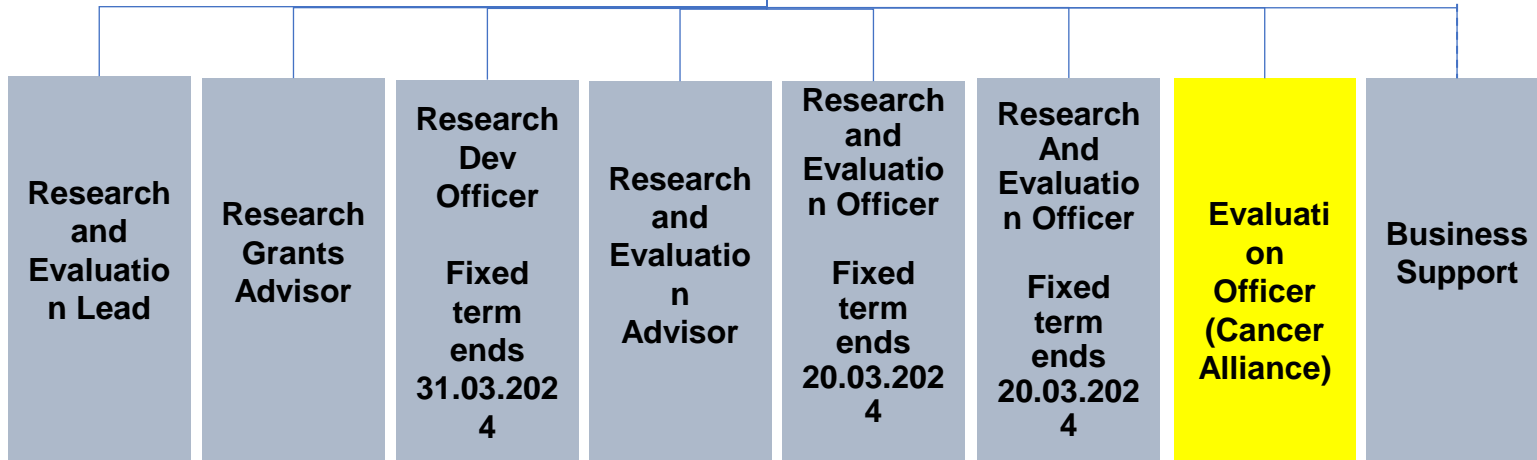 Research
and
Evaluatio
n Lead
Research
Grants
Advisor
Research
Dev
Officer
Fixed
term
ends
31.03.202
4
Research
and
Evaluatio
n
Advisor
Research
and
Evaluatio
n Officer
Fixed
term
ends
20.03.202
4
Research
And
Evaluatio
n Officer
Fixed
term
ends
20.03.202
4
Evaluati
on
Officer
(Cancer
Alliance)
Business
Support